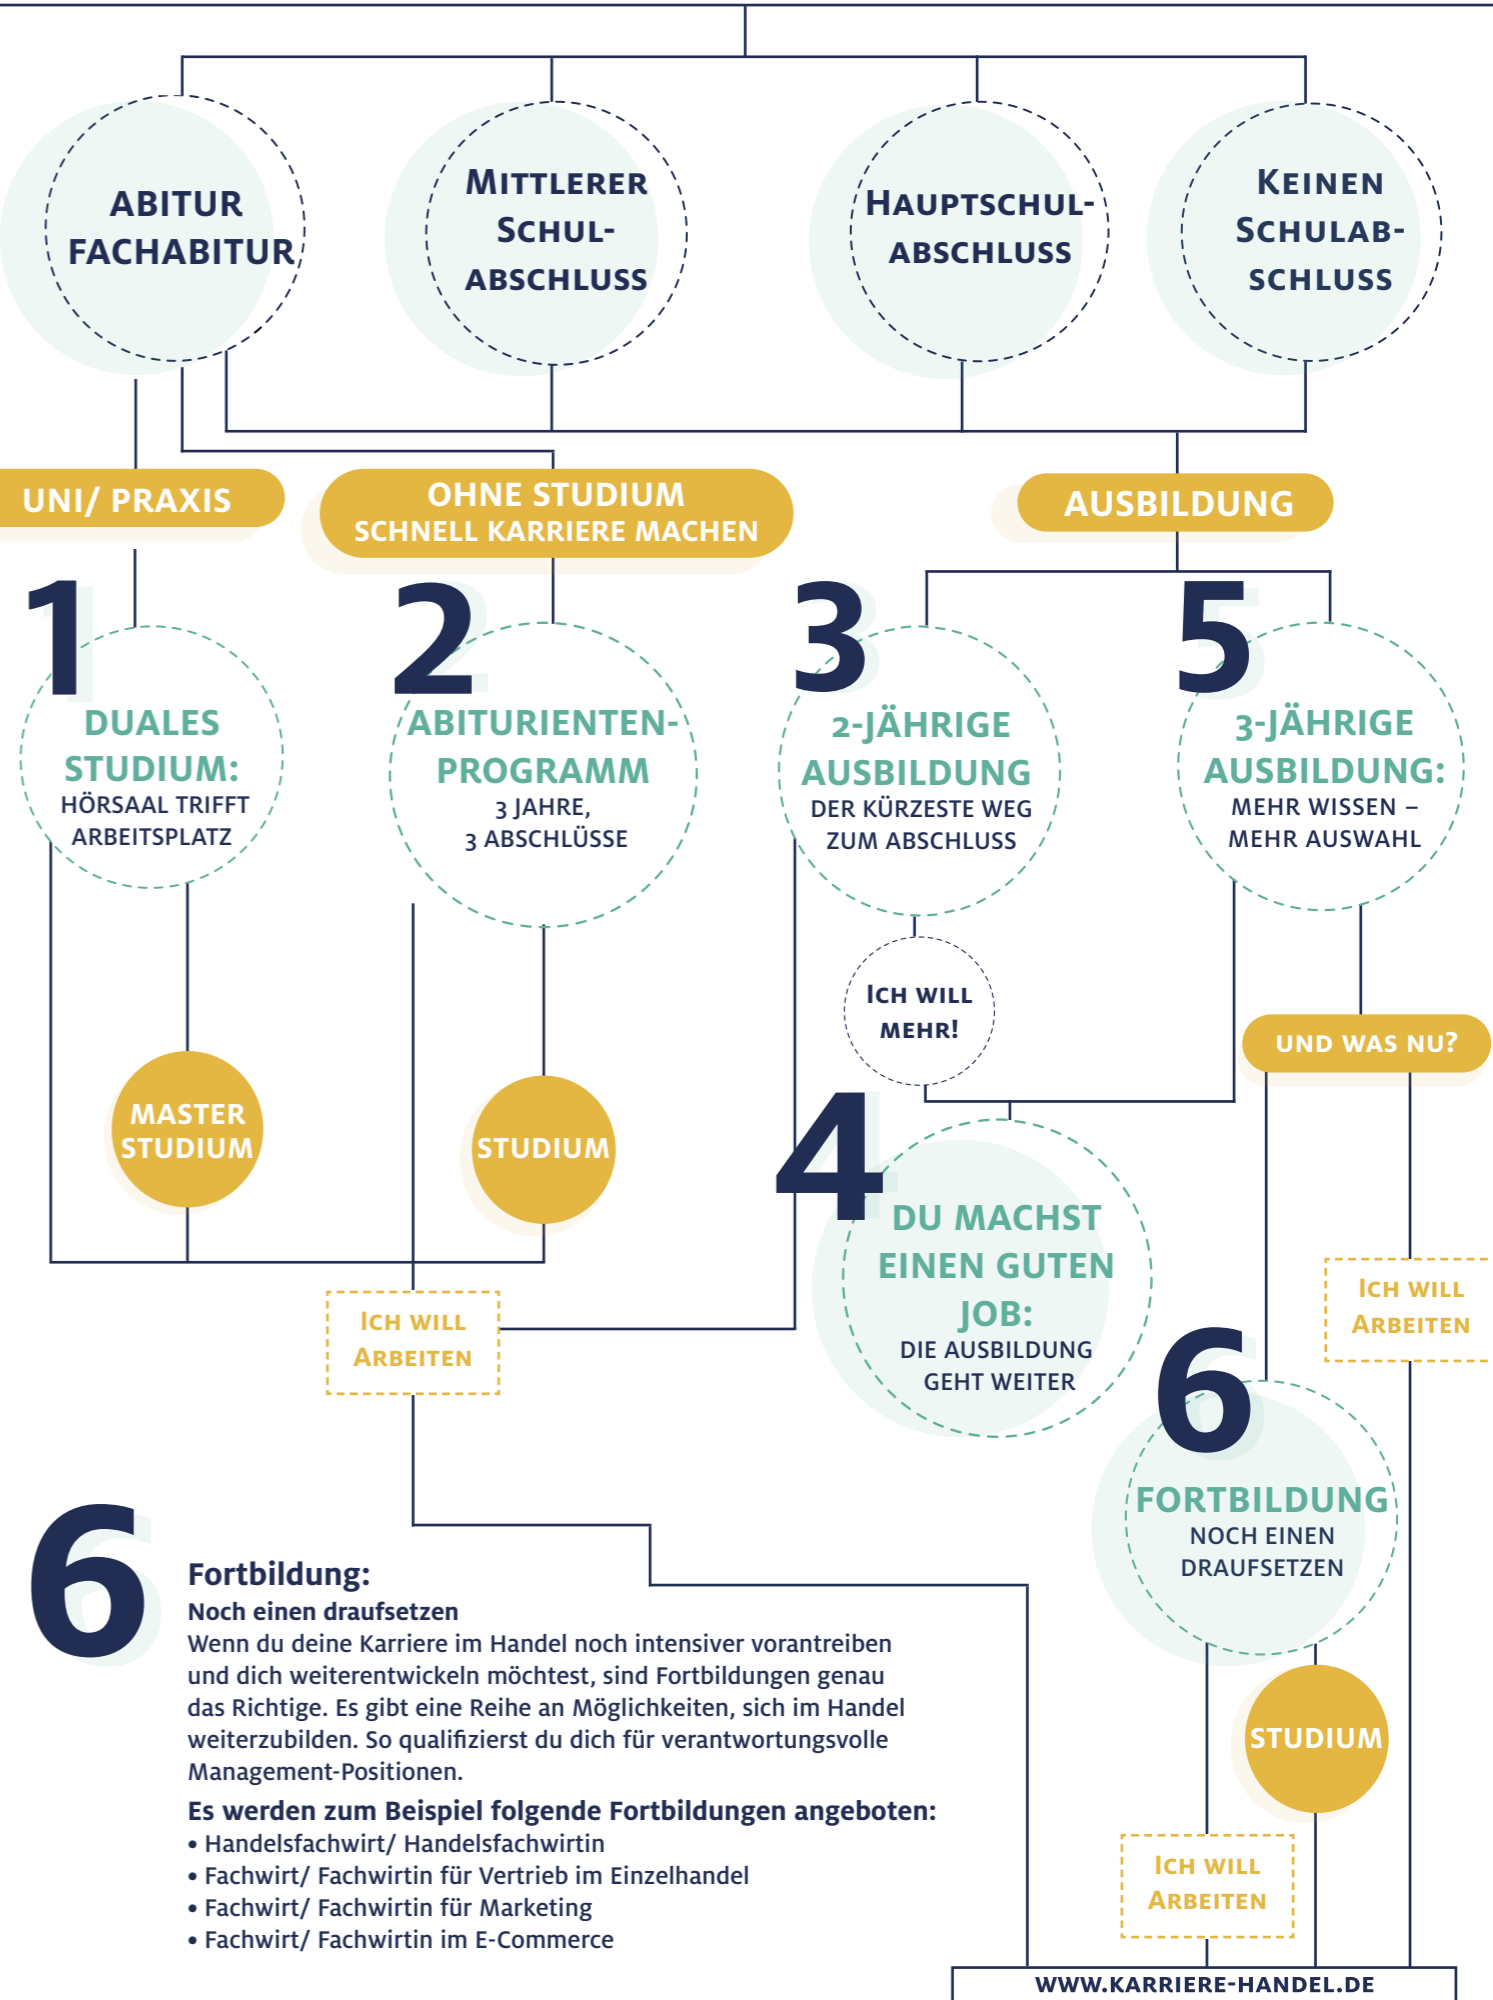 ABITUR
FACHABITUR
MITTLERER
SCHUL-
ABSCHLUSS
HAUPTSCHUL-
ABSCHLUSS
KEINEN
SCHULAB-
SCHLUSS
UNI/ PRAXIS
OHNE STUDIUM
SCHNELL KARRIERE MACHEN
AUSBILDUNG
1
DUALES
STUDIUM:
HÖRSAAL TRIFFT
ARBEITSPLATZ
2
ABITURIENTEN-
PROGRAMM
3 JAHRE,
3 ABSCHLÜSSE
3
2-JÄHRIGE
AUSBILDUNG
DER KÜRZESTE WEG
ZUM ABSCHLUSS
5
3-JÄHRIGE
AUSBILDUNG:
MEHR WISSEN –
MEHR AUSWAHL
ICH WILL
MEHR!
UND WAS NU?
MASTER
STUDIUM
STUDIUM
4
DU MACHST
EINEN GUTEN
JOB:
DIE AUSBILDUNG
GEHT WEITER
ICH WILL
ARBEITEN
ICH WILL
ARBEITEN
6
FORTBILDUNG
NOCH EINEN
DRAUFSETZEN
STUDIUM
ICH WILL
ARBEITEN
6
Fortbildung:
Noch einen draufsetzen
Wenn du deine Karriere im Handel noch intensiver vorantreiben
und dich weiterentwickeln möchtest, sind Fortbildungen genau
das Richtige. Es gibt eine Reihe an Möglichkeiten, sich im Handel
weiterzubilden. So qualifizierst du dich für verantwortungsvolle
Management-Positionen.
Es werden zum Beispiel folgende Fortbildungen angeboten:
• Handelsfachwirt/ Handelsfachwirtin
• Fachwirt/ Fachwirtin für Vertrieb im Einzelhandel
• Fachwirt/ Fachwirtin für Marketing
• Fachwirt/ Fachwirtin im E-Commerce
WWW.KARRIERE-HANDEL.DE